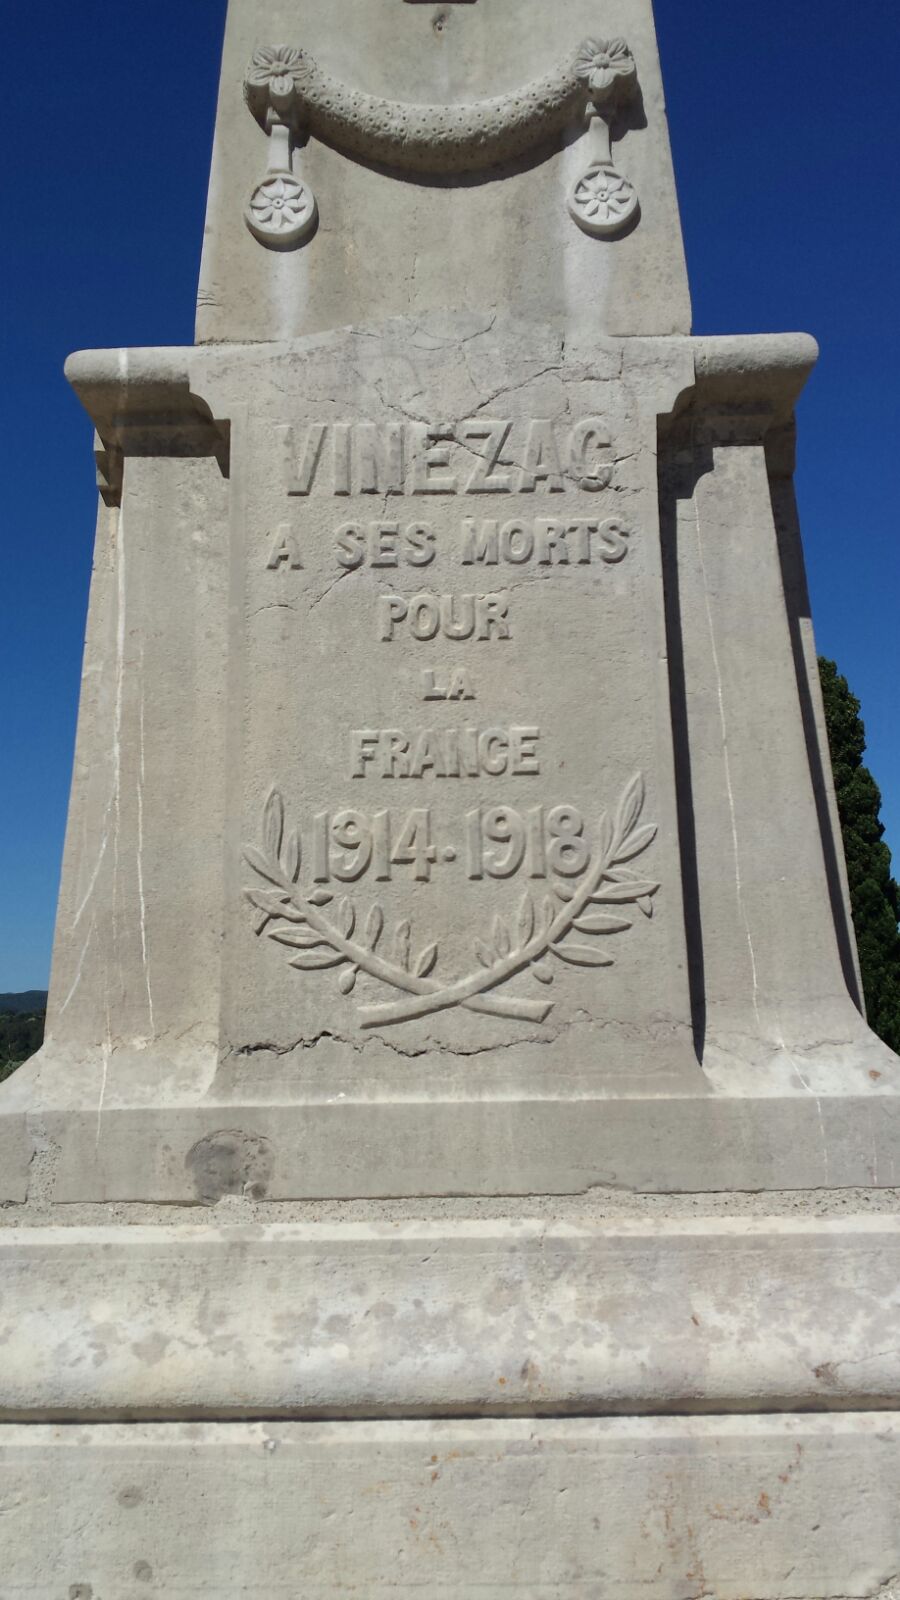 VINEZAC
A SES MORTS
POUR
LA
FRANCE
1914.1918